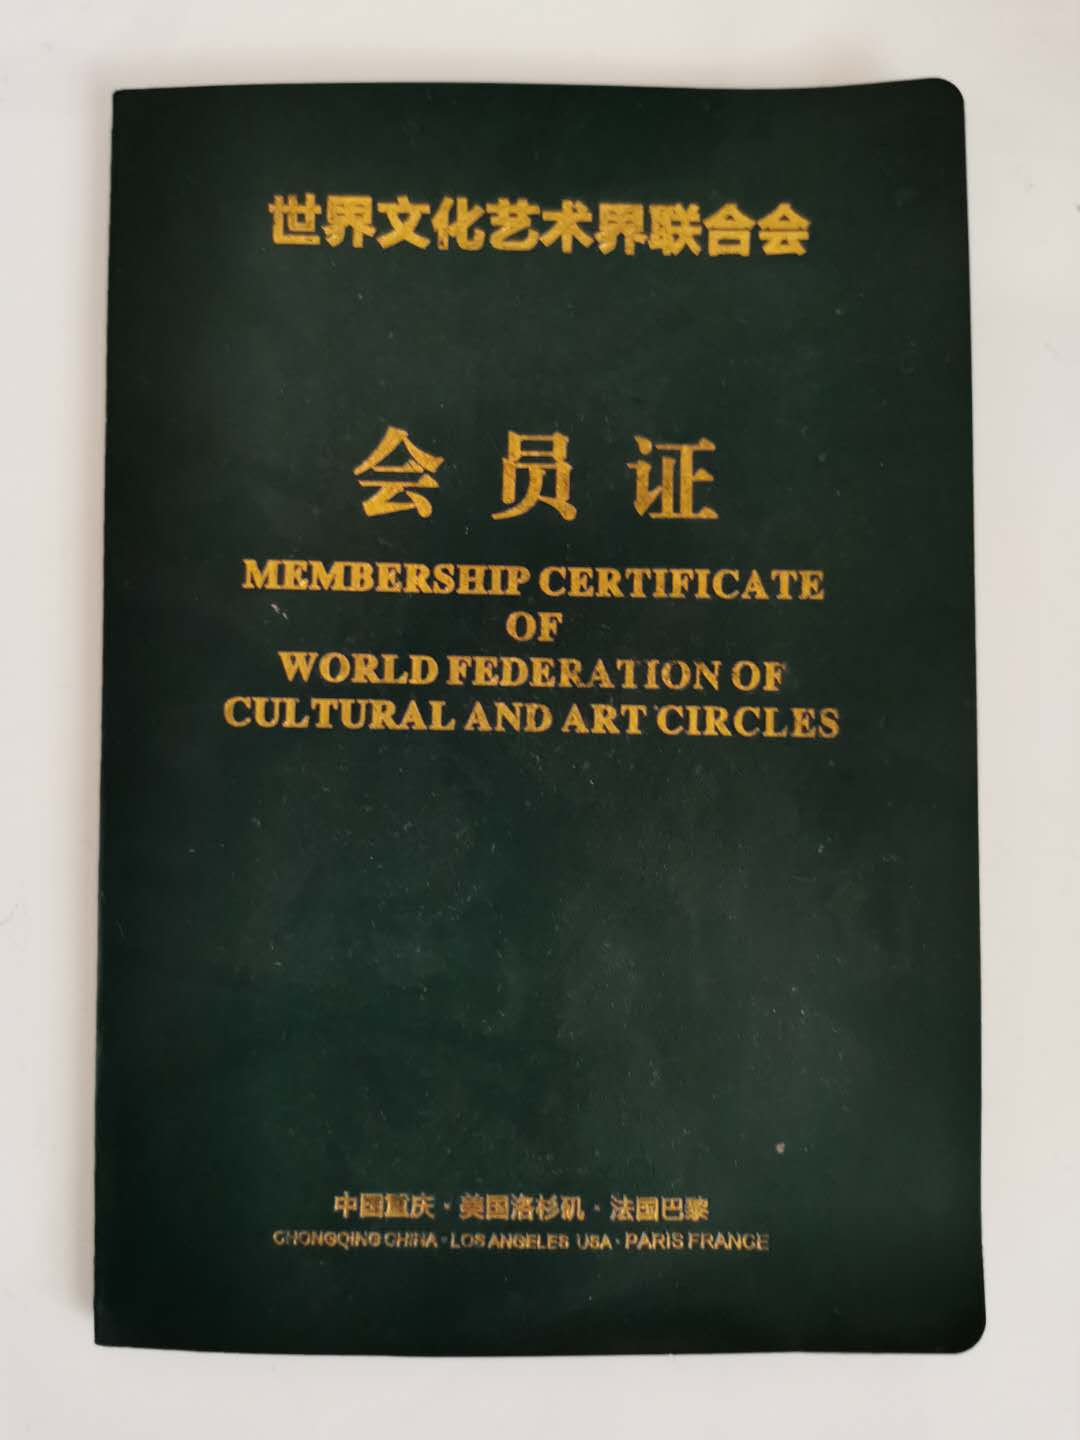 世界文化艺术界联合会
会员证
MEMBERSHIP CERTIFICATE
OF
WORLD FEDERATION OF
CULTURAL AND ART CIRCLES
中国重庆·美国洛杉矶·法国巴黎
CHONGQING CHINA·LOS ANGELES USA·PARIS FRANCE